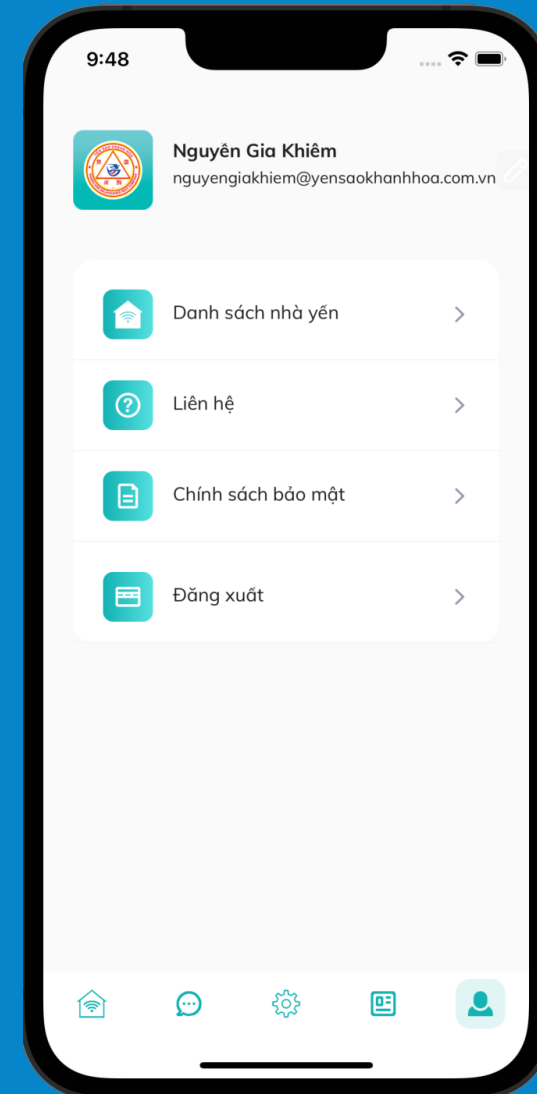 9:48
Nguyễn Gia Khiêm
nguyengiakhiem@yensaokhanhhoa.com.vn
Danh sách nhà yến
Liên hệ
Chính sách bảo mật
Đăng xuất